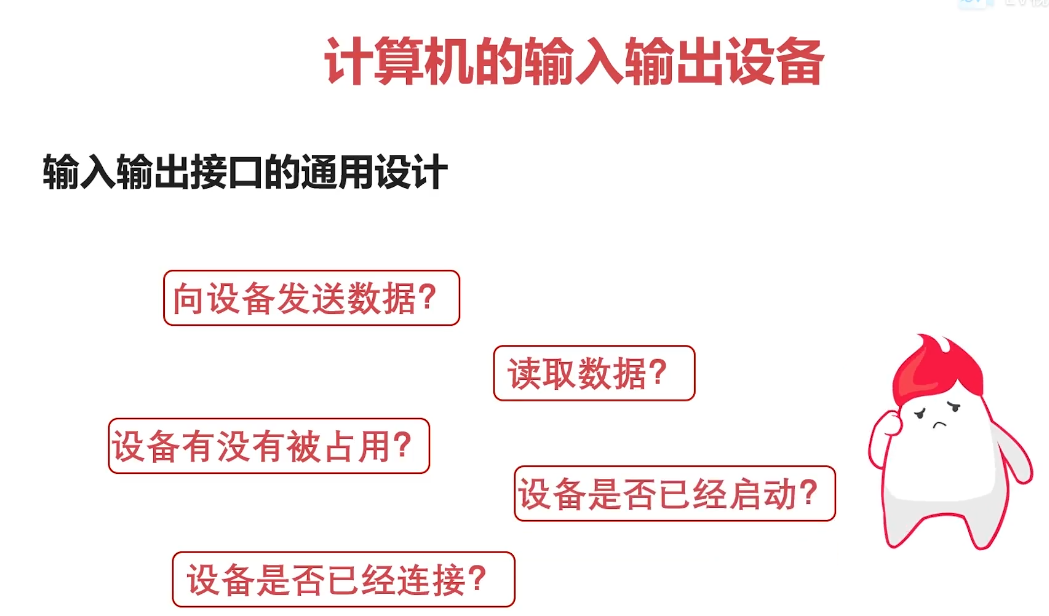 计算机的输入输出设备
输入输出接口的通用设计
向设备发送数据？
读取数据？
设备有没有被占用？
设备是否已经启动？
设备是否已经连接？